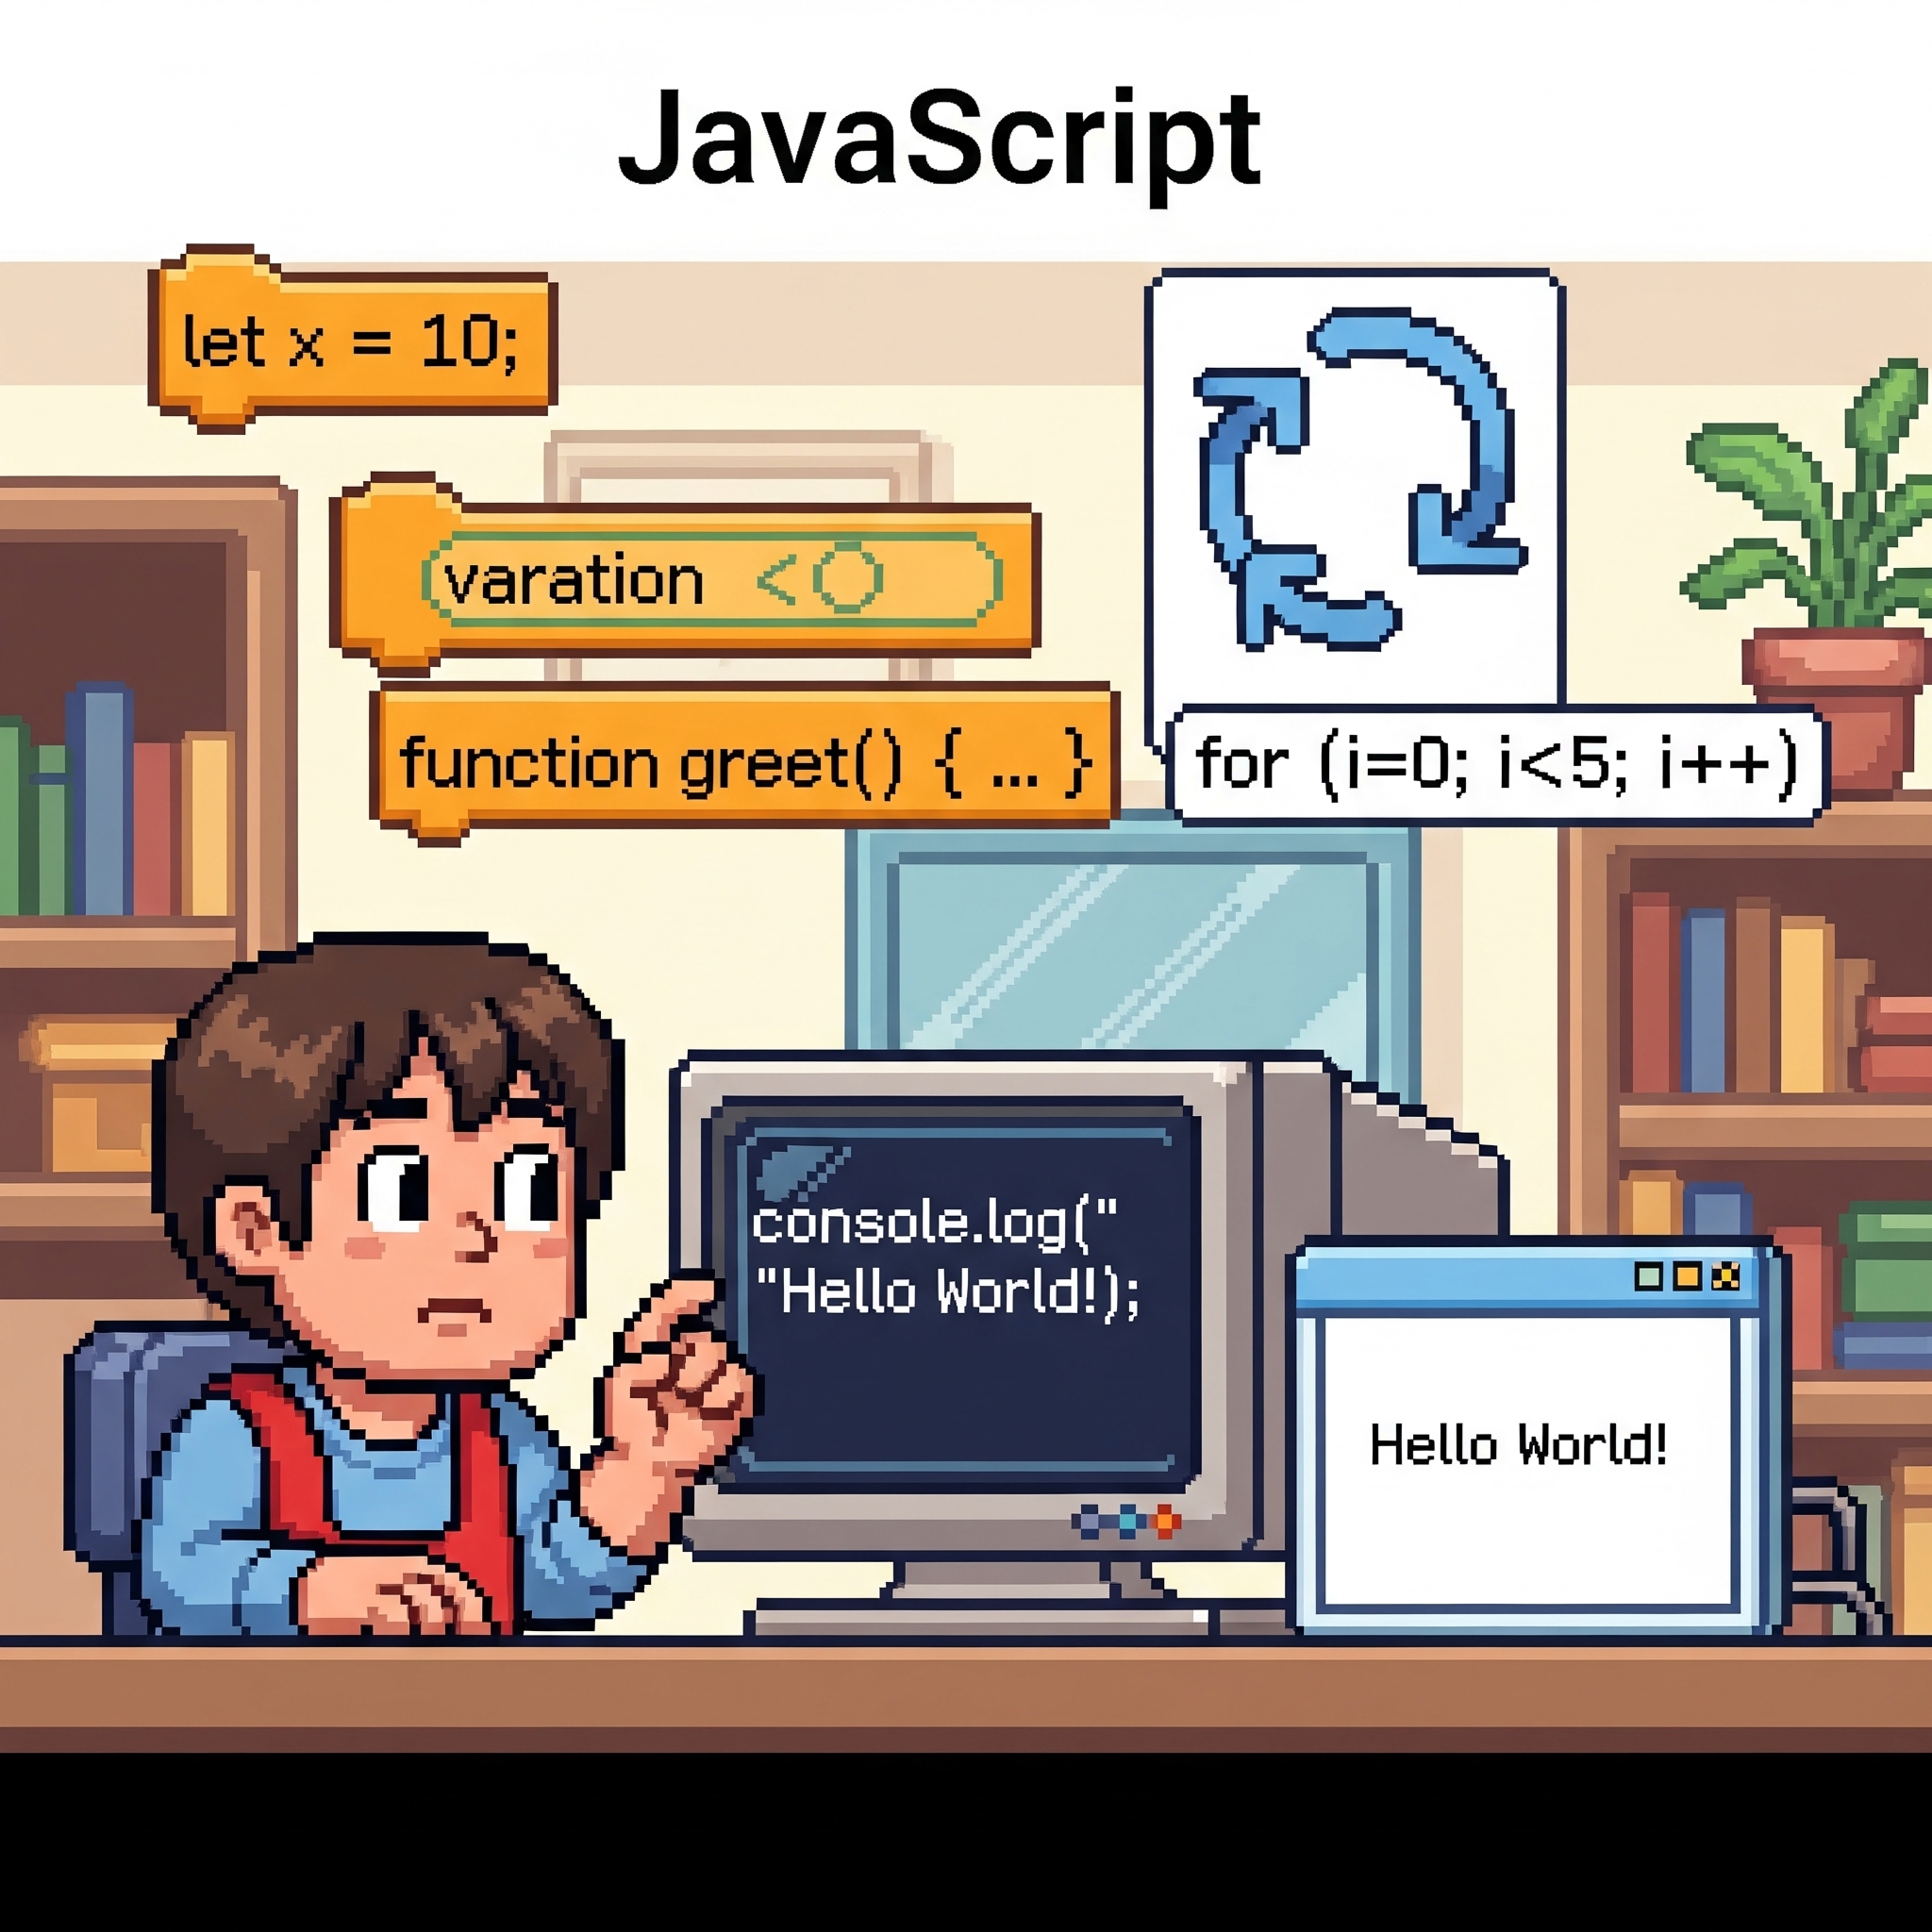 JavaScript
let x = 10;
varation <
function greet() { ... }
for (i=0; i<5; i++)
console.log("
"Hello World!);
Hello World!